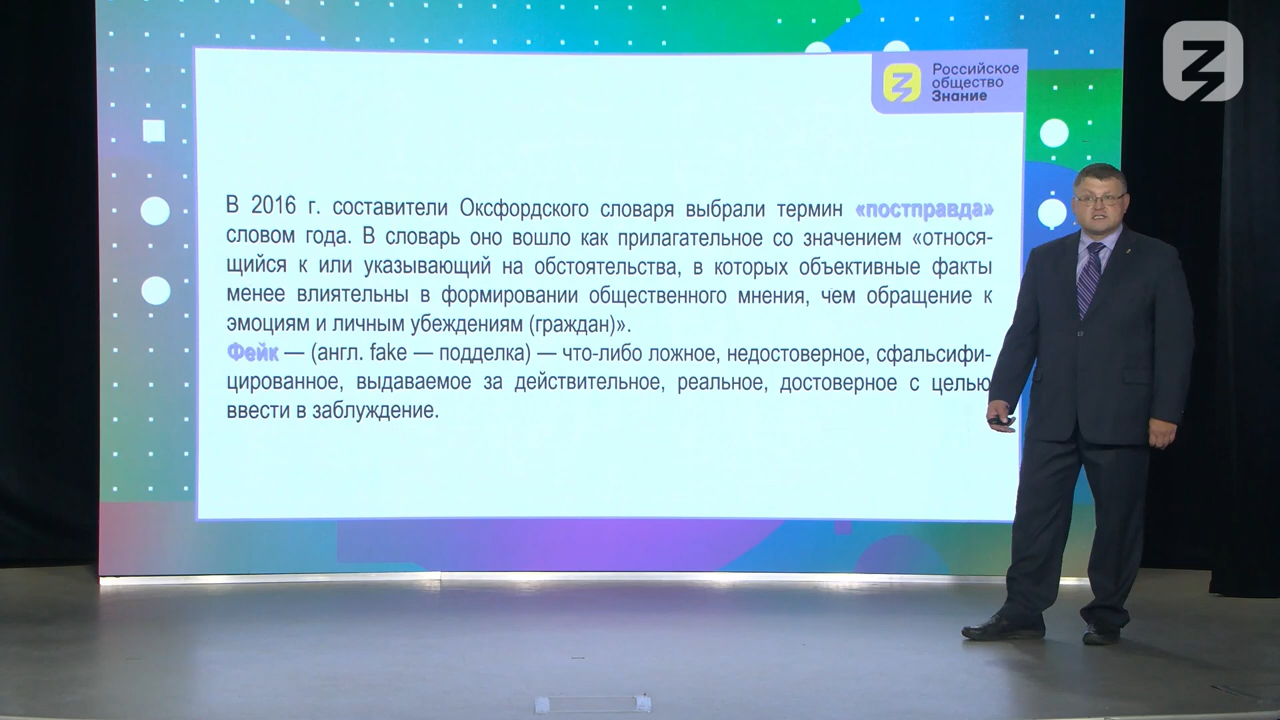 Российское
общество
Знание
В 2016 г. составители Оксфордского словаря выбрали термин «постправда»
словом года. В словарь оно вошло как прилагательное со значением «относя-
щийся к или указывающий на обстоятельства, в которых объективные факты
менее влиятельны в формировании общественного мнения, чем обращение к
эмоциям и личным убеждениям (граждан)».
Фейк — (англ. fake — подделка) — что-либо ложное, недостоверное, сфальсифи-
цированное, выдаваемое за действительное, реальное, достоверное с целью
ввести в заблуждение.